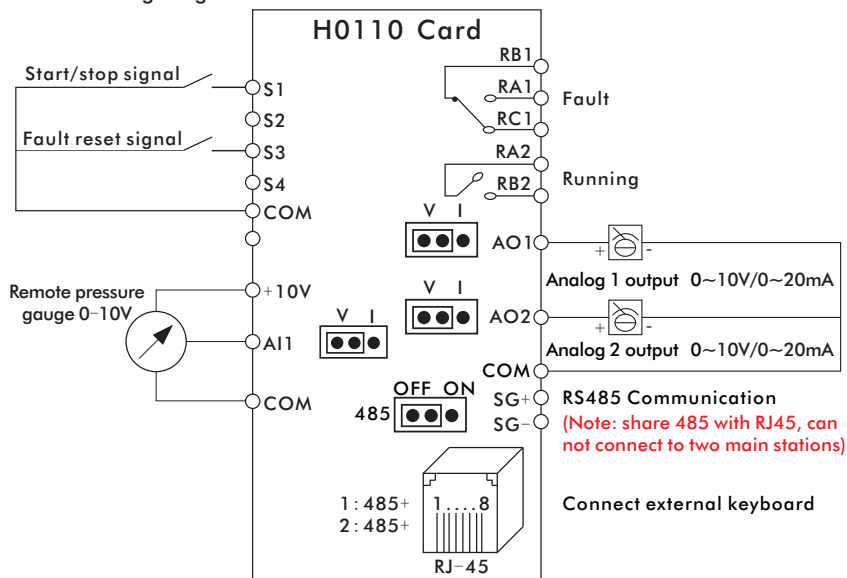 H0110 Card
Start/stop signal
S1
S2
Fault reset signal
S3
S4
COM
Remote pressure
gauge 0-10V
+10V
AI1
COM
RB1
RA1
RC1
Fault
RA2
RB2
Running
V I
AO1
+ -
Analog 1 output 0~10V/0~20mA
V I
AO2
+ -
Analog 2 output 0~10V/0~20mA
V I
COM
OFF ON
485
SG+
SG-
RS485 Communication
(Note: share 485 with RJ45, can
not connect to two main stations)
1:485+
2:485+
1....8
RJ-45
Connect external keyboard